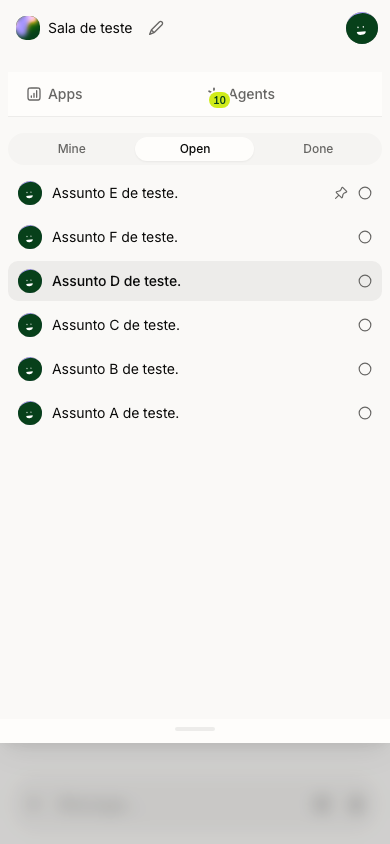 Sala de teste
Apps
Agents
10
Mine
Open
Done
Assunto E de teste.
Assunto F de teste.
Assunto D de teste.
Assunto C de teste.
Assunto B de teste.
Assunto A de teste.